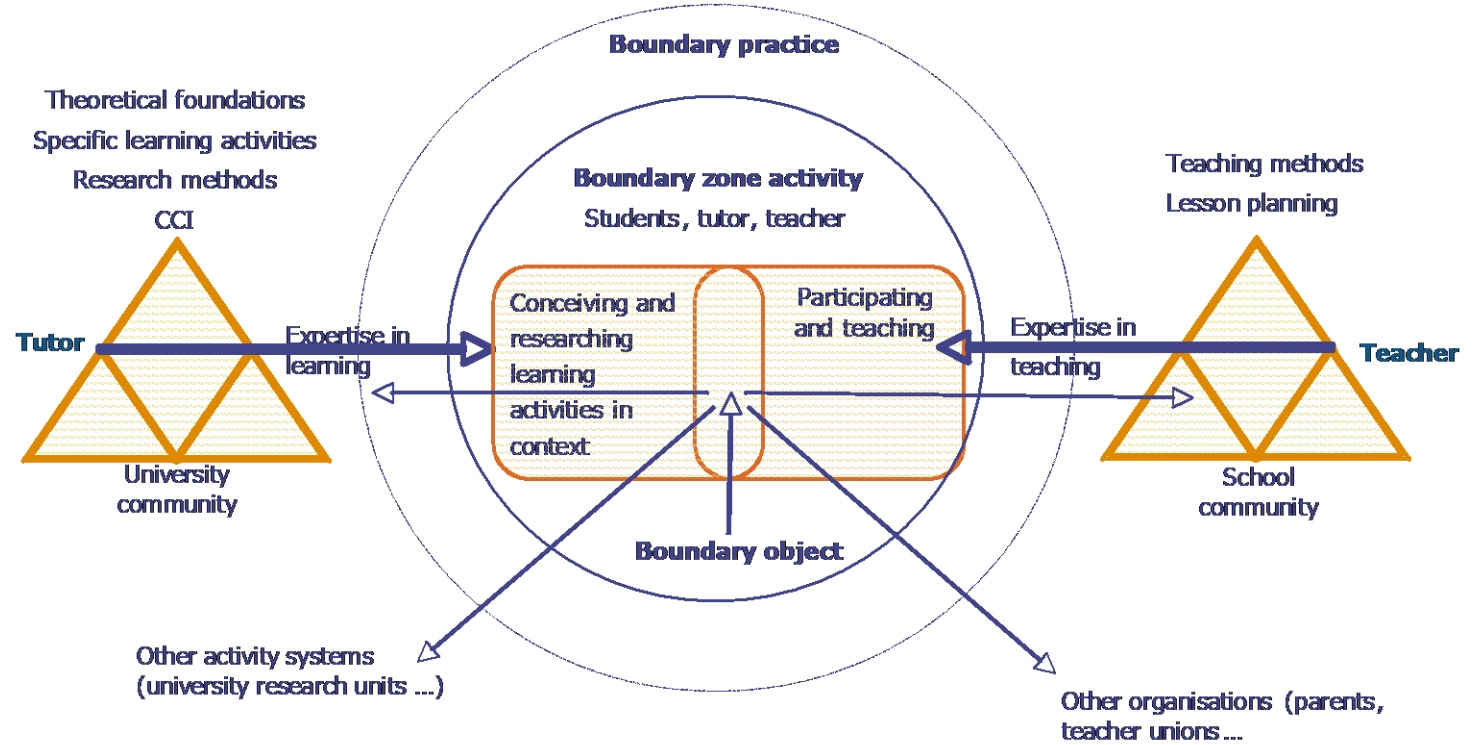 Boundary practice
Theoretical foundations
Specific learning activities
Research methods
CCI
Tutor
Expertise in
learning
University
community
Boundary zone activity
Students, tutor, teacher
Conceiving and
researching
learning
activities in
context
Participating
and teaching
Boundary object
Teaching methods
Lesson planning
Expertise in
teaching
Teacher
School
community
Other activity systems
(university research units ...)
Other organisations (parents,
teacher unions ...